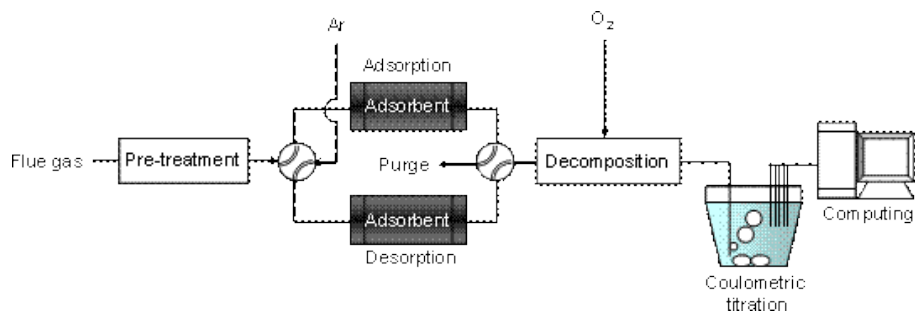 Ar
O₂
Adsorption
Adsorbent
Flue gas
Pre-treatment
Purge
Decomposition
Adsorbent
Desorption
Computing
Coulometric
titration